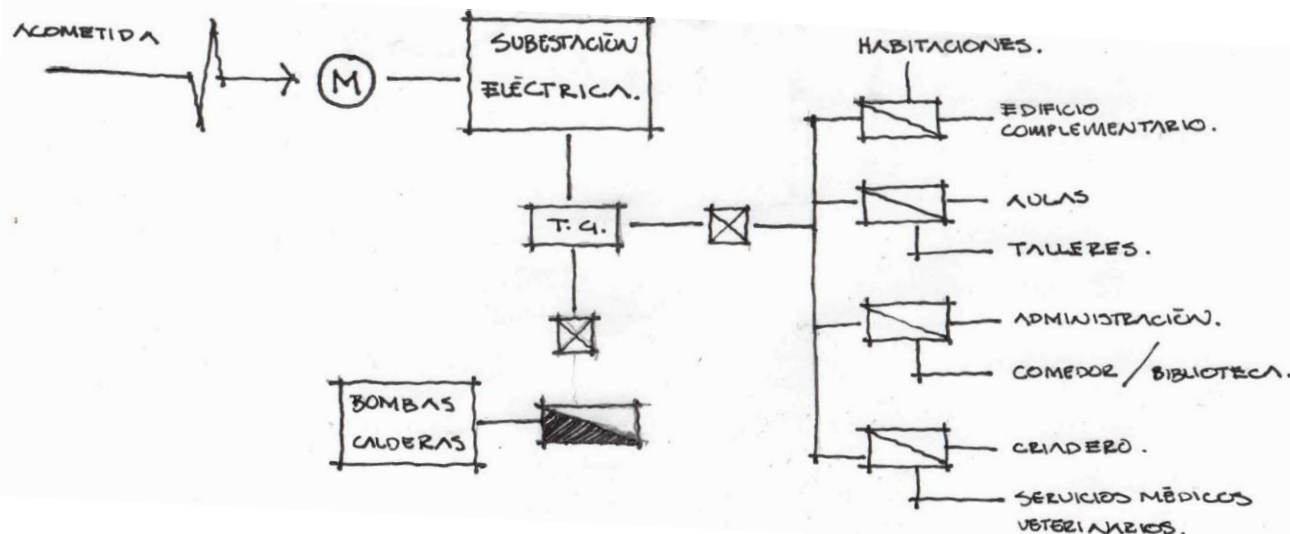 ACOMETIDA
M
SUBESTACIÓN
ELÉCTRICA.
T.G.
BOMBAS
CALDERAS
HABITACIONES.
EDIFICIO
COMPLEMENTARIO.
AULAS
TALLERES.
ADMINISTRACIÓN.
COMEDOR / BIBLIOTECA.
CRIADERO.
SERVICIOS MÉDICOS
VETERINARIOS.